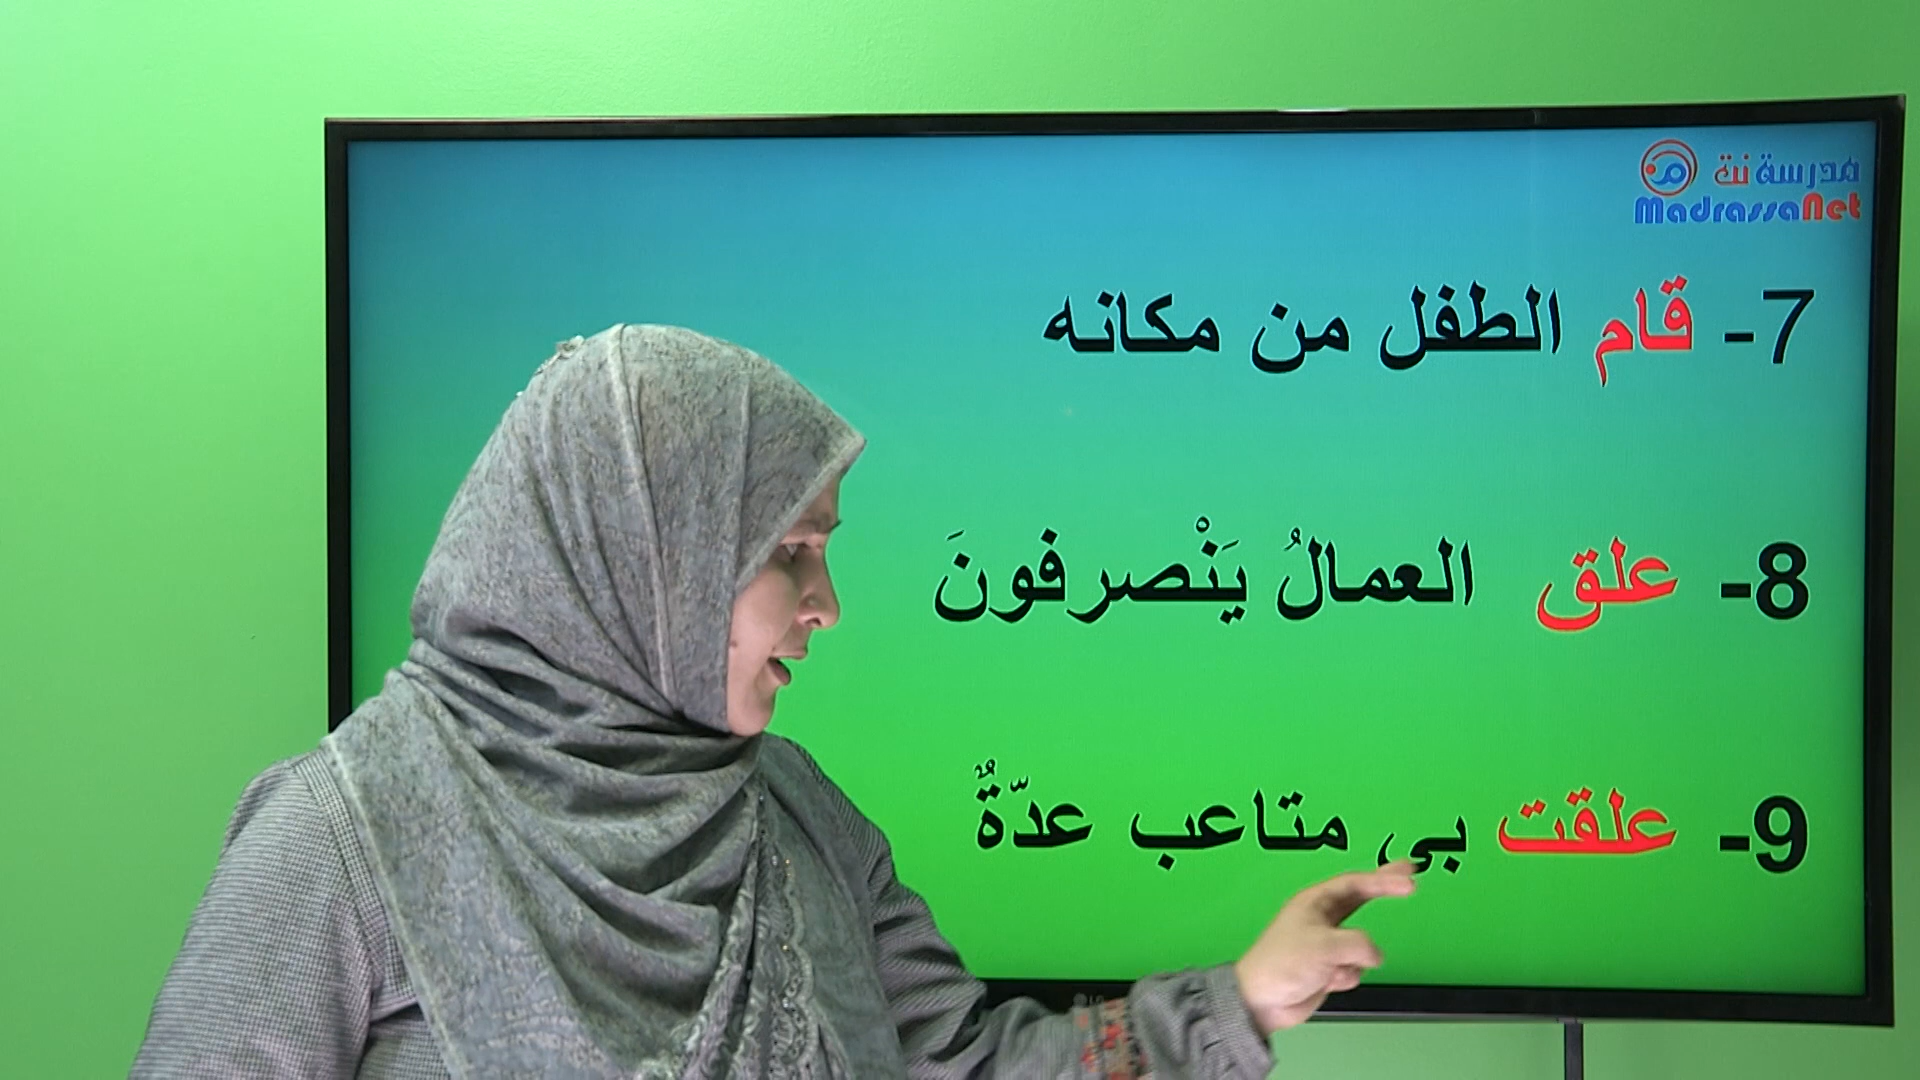 مدرسة نت
MadrassaNet
7- قام الطفل من مكانه
8- علق العمالُ يَنْصرفونَ
9- علقت بي متاعب عدّةٌ